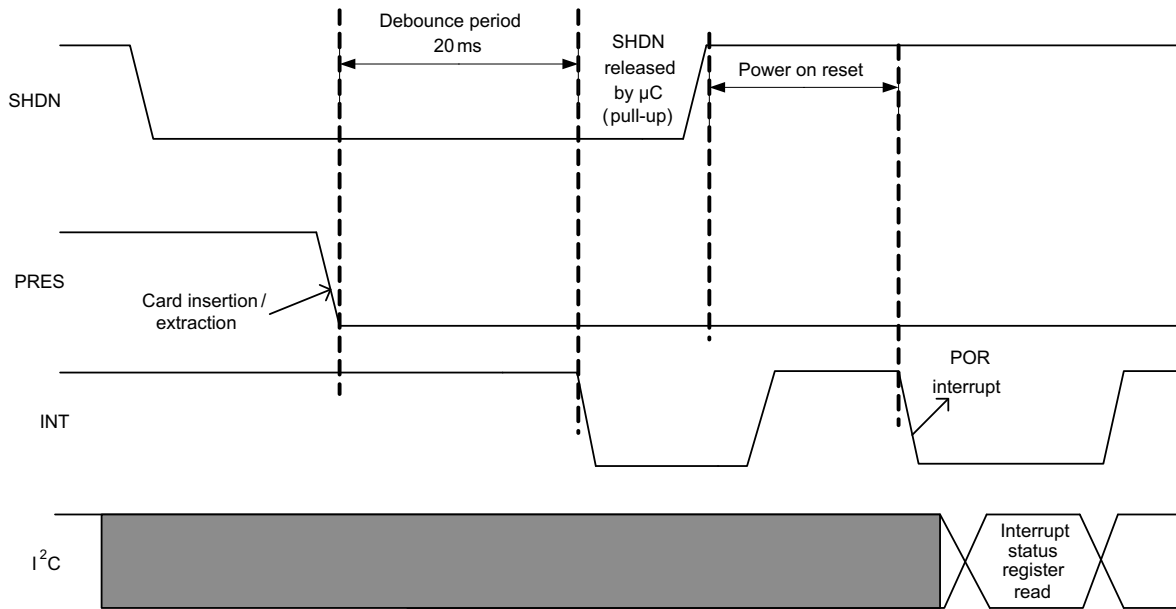 Debounce period
20 ms
SHDN
released
by µC
(pull-up)
Power on reset
SHDN
PRES
Card insertion /
extraction
POR
interrupt
INT
I²C
Interrupt
status
register
read